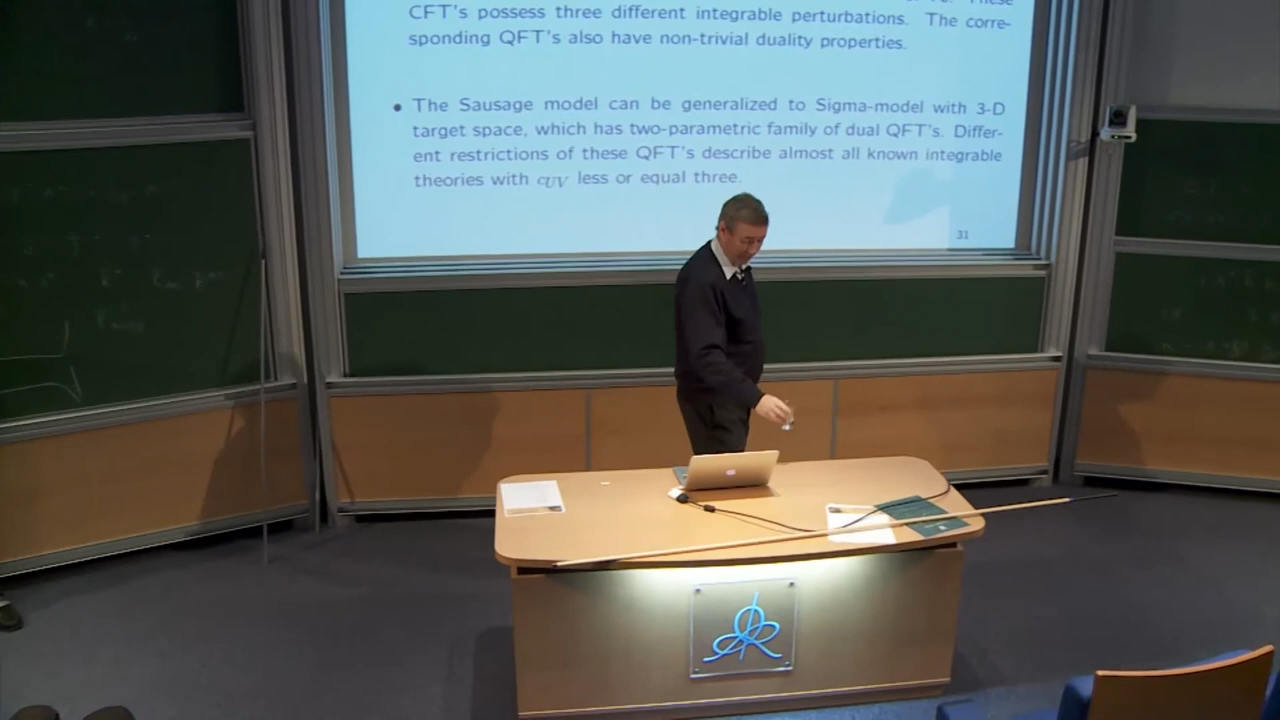 These
CFT's possess three different integrable perturbations. The corre-
sponding QFT's also have non-trivial duality properties.
• The Sausage model can be generalized to Sigma-model with 3-D
target space, which has two-parametric family of dual QFT's. Differ-
ent restrictions of these QFT's describe almost all known integrable
theories with cUV less or equal three.
31